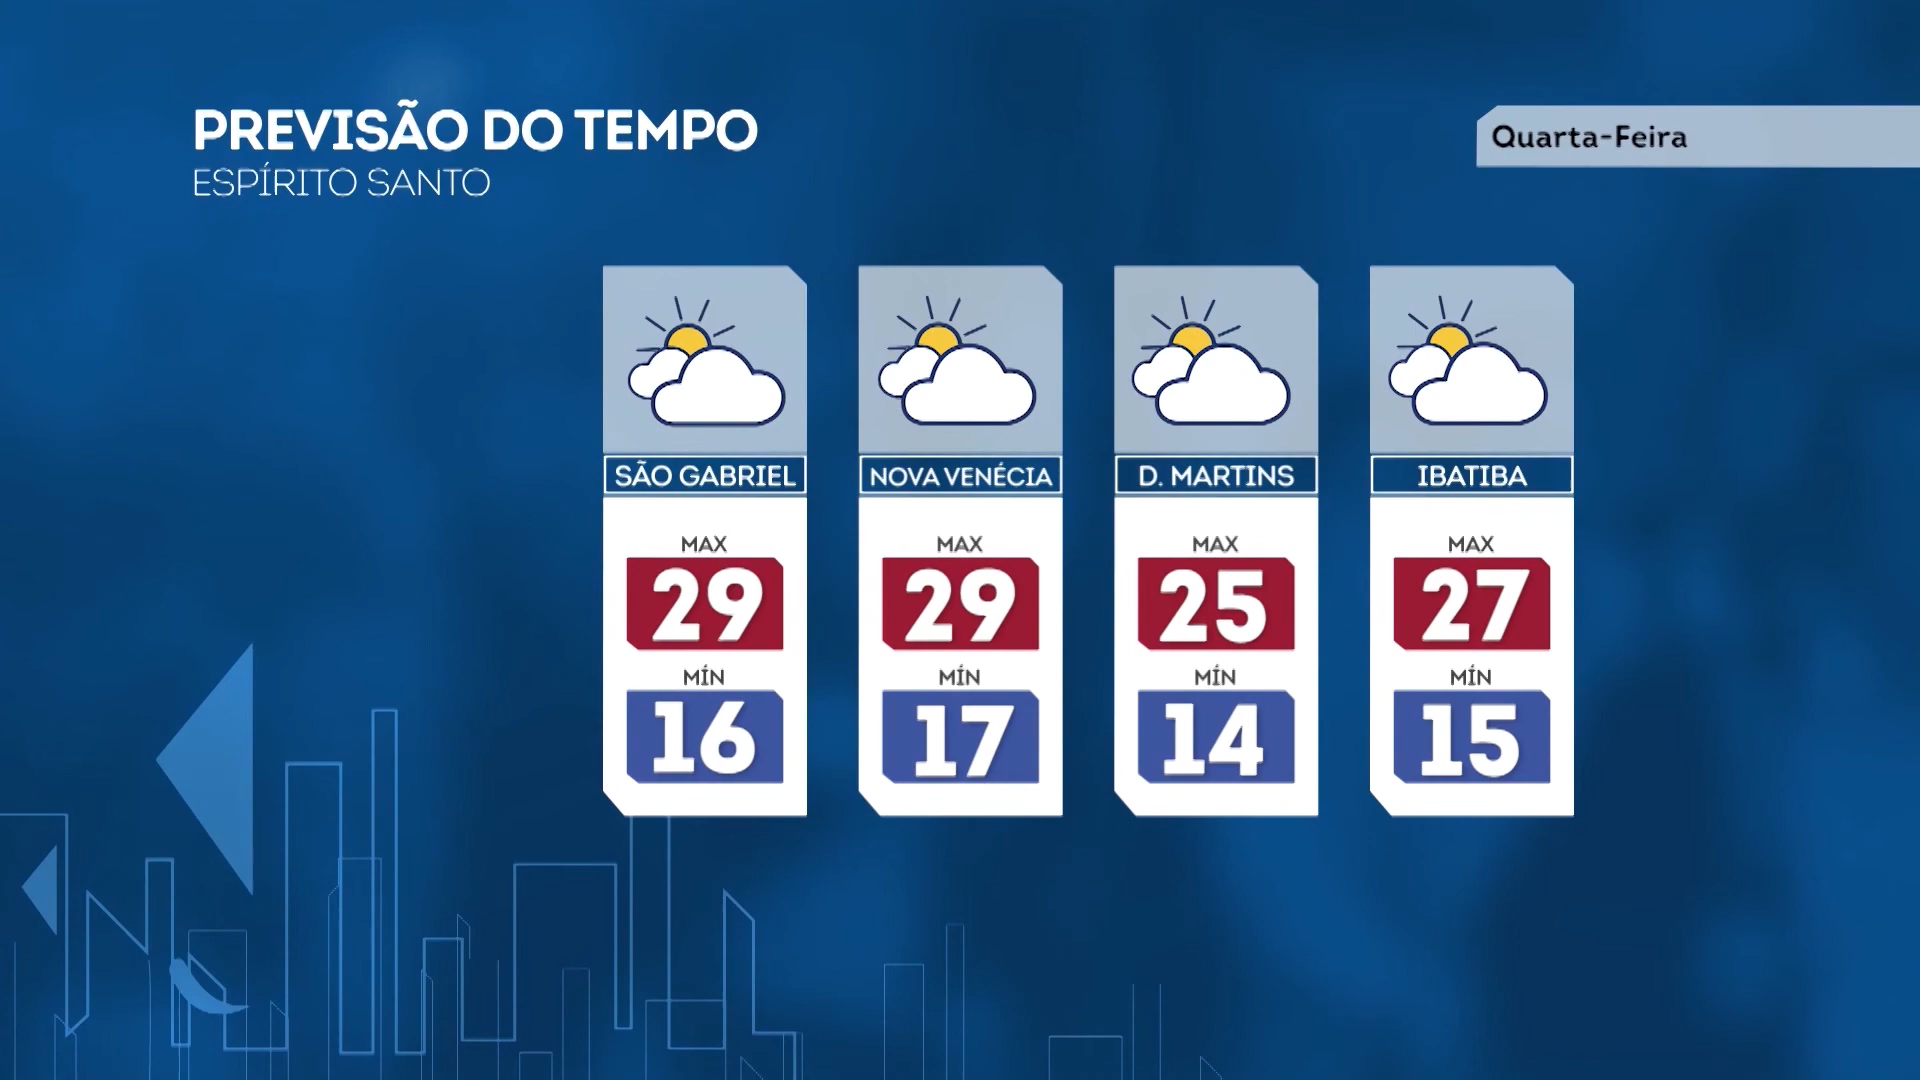 PREVISÃO DO TEMPO
ESPÍRITO SANTO
Quarta-Feira
SÃO GABRIEL
MAX
29
MÍN
16
NOVA VENÉCIA
MAX
29
MÍN
17
D. MARTINS
MAX
25
MÍN
14
IBATIBA
MAX
27
MÍN
15